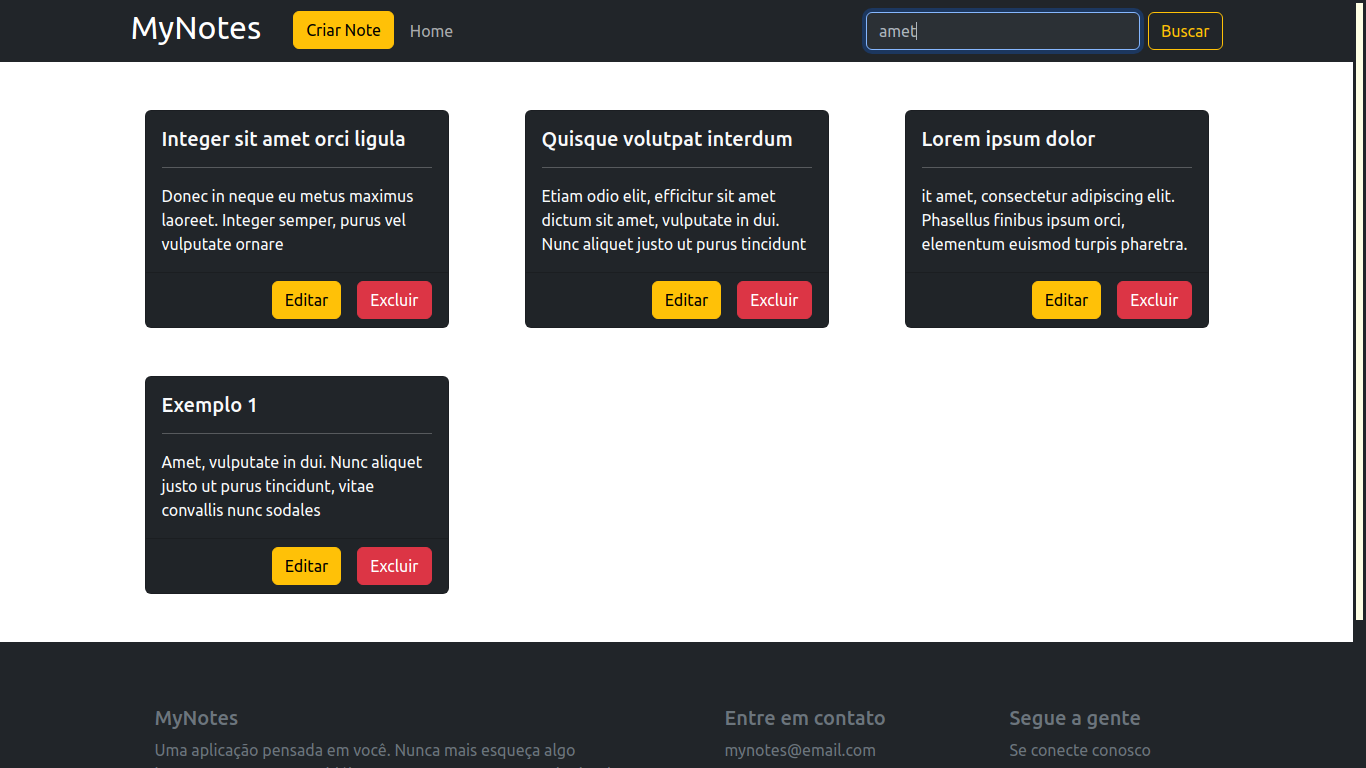 MyNotes
Criar Note
Home
amet
Buscar
Integer sit amet orci ligula
Donec in neque eu metus maximus
laoreet. Integer semper, purus vel
vulputate ornare
Editar
Excluir
Quisque volutpat interdum
Etiam odio elit, efficitur sit amet
dictum sit amet, vulputate in dui.
Nunc aliquet justo ut purus tincidunt
Editar
Excluir
Lorem ipsum dolor
it amet, consectetur adipiscing elit.
Phasellus finibus ipsum orci,
elementum euismod turpis pharetra.
Editar
Excluir
Exemplo 1
Amet, vulputate in dui. Nunc aliquet
justo ut purus tincidunt, vitae
convallis nunc sodales
Editar
Excluir
MyNotes
Uma aplicação pensada em você. Nunca mais esqueça algo
Entre em contato
mynotes@email.com
Segue a gente
Se conecte conosco